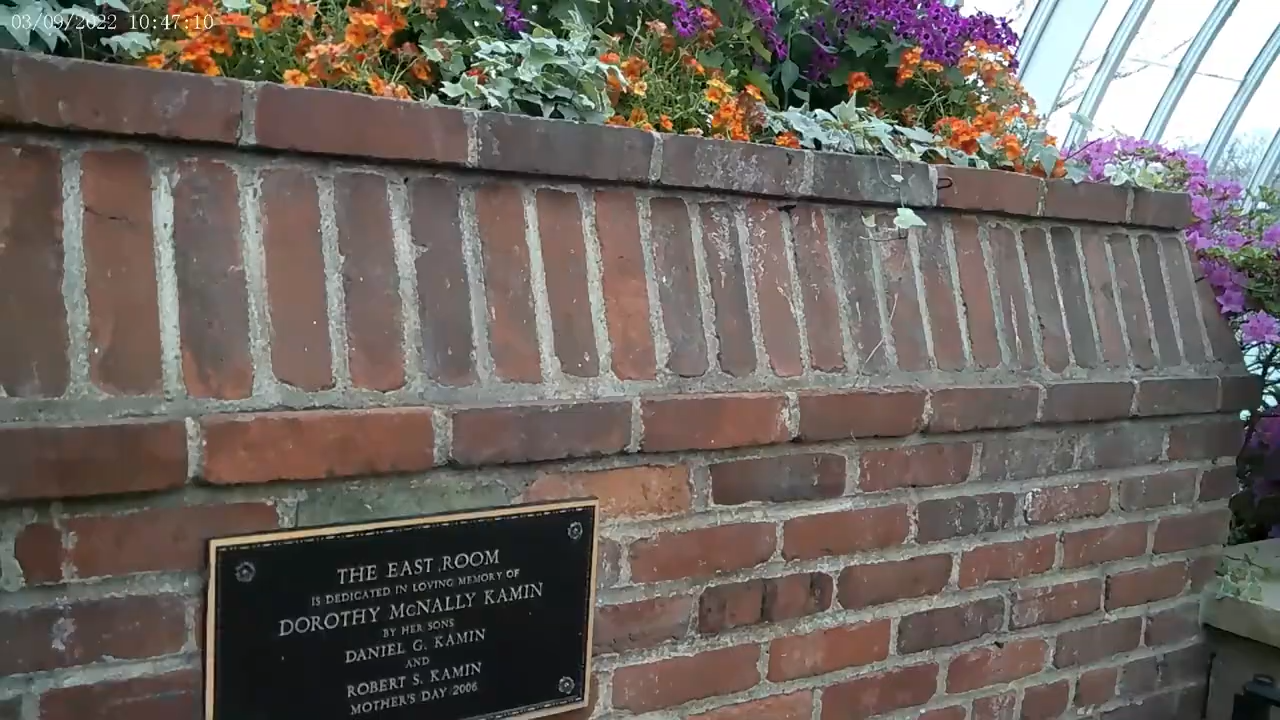 03/09/2022 10:47:10
THE EAST ROOM
IS DEDICATED IN LOVING MEMORY OF
DOROTHY McNALLY KAMIN
BY HER SONS
DANIEL G. KAMIN
AND
ROBERT S. KAMIN
MOTHER'S DAY 2006